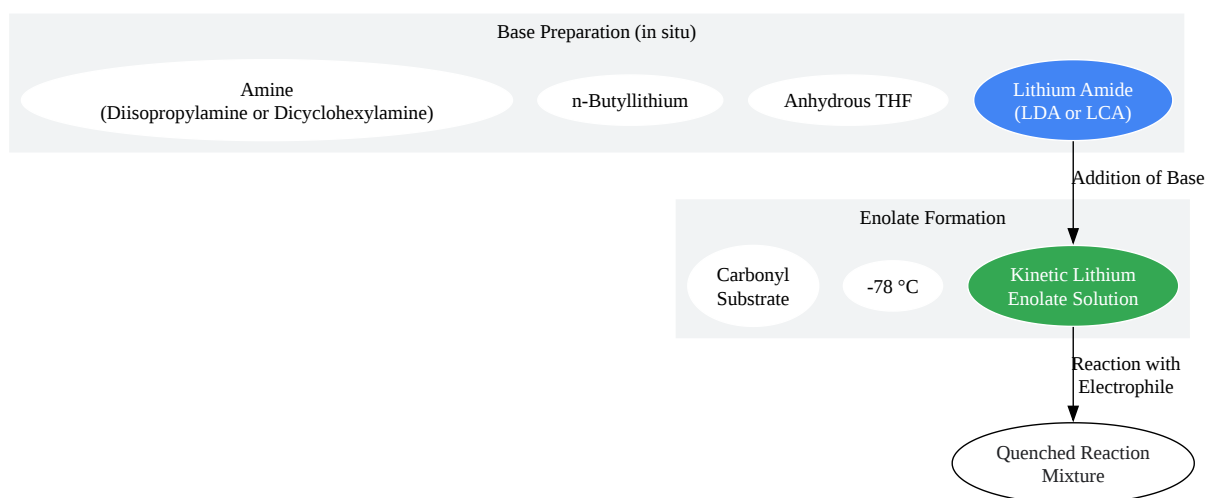 Base Preparation (in situ)
Amine
(Diisopropylamine or Dicyclohexylamine)
n-Butyllithium
Anhydrous THF
Lithium Amide
(LDA or LCA)
Addition of Base
Enolate Formation
Carbonyl
Substrate
-78 °C
Kinetic Lithium
Enolate Solution
Reaction with
Electrophile
Quenched Reaction
Mixture